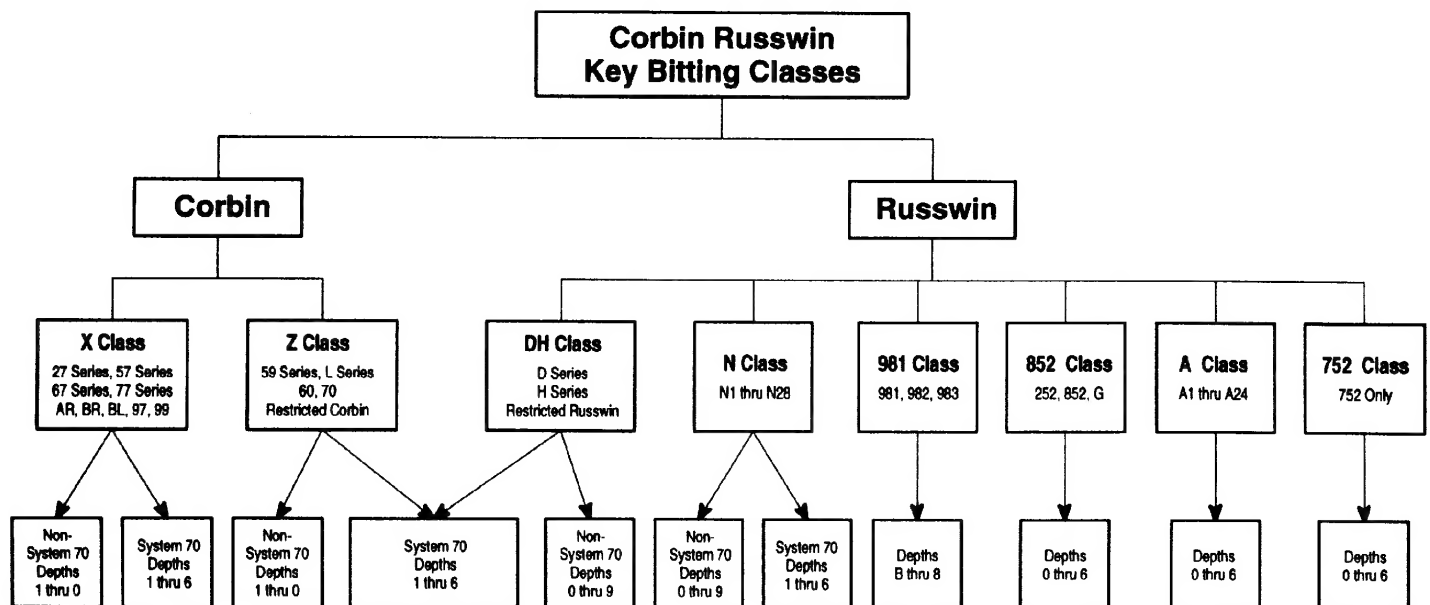 Corbin Russwin
Key Bitting Classes
Corbin
Russwin
X Class
27 Series, 57 Series
67 Series, 77 Series
AR, BR, BL, 97, 99
Z Class
59 Series, L Series
60, 70
Restricted Corbin
DH Class
D Series
H Series
Restricted Russwin
N Class
N1 thru N28
981 Class
981, 982, 983
852 Class
252, 852, G
A Class
A1 thru A24
752 Class
752 Only
Non-
System 70
Depths
1 thru 0
System 70
Depths
1 thru 6
Non-
System 70
Depths
1 thru 0
System 70
Depths
1 thru 6
Non-
System 70
Depths
0 thru 9
Non-
System 70
Depths
0 thru 9
System 70
Depths
1 thru 6
Depths
B thru 8
Depths
0 thru 6
Depths
0 thru 6
Depths
0 thru 6